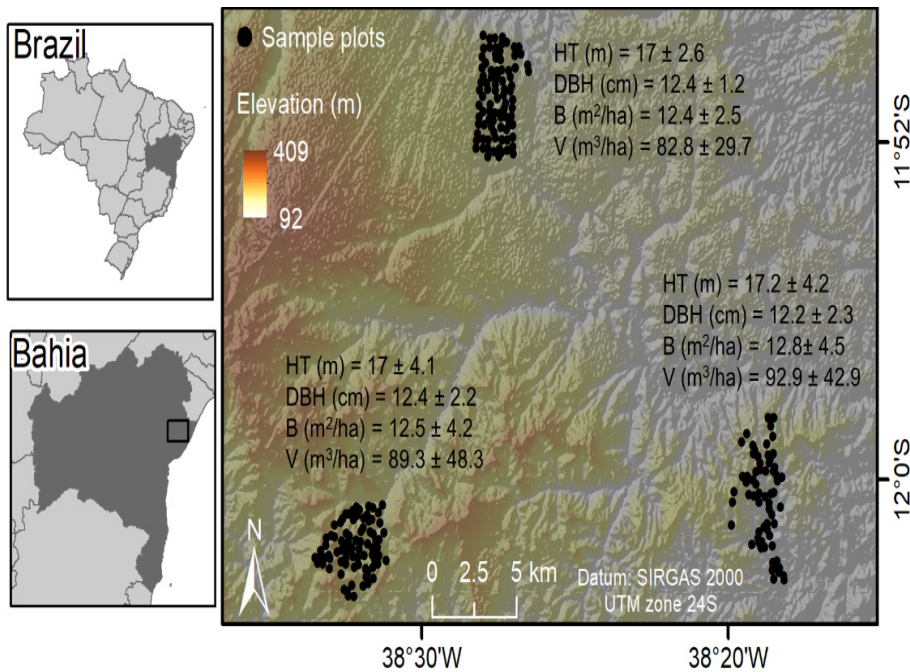 Brazil
Bahia
Sample plots
Elevation (m)
409
92
HT (m) = 17 ± 2.6
DBH (cm) = 12.4 ± 1.2
B (m²/ha) = 12.4 ± 2.5
V (m³/ha) = 82.8 ± 29.7
11°52'S
HT (m) = 17.2 ± 4.2
DBH (cm) = 12.2 ± 2.3
B (m²/ha) = 12.8± 4.5
V (m³/ha) = 92.9 ± 42.9
HT (m) = 17 ± 4.1
DBH (cm) = 12.4 ± 2.2
B (m²/ha) = 12.5 ± 4.2
V (m³/ha) = 89.3 ± 48.3
12°0'S
N
0 2.5 5 km
Datum: SIRGAS 2000
UTM zone 24S
38°30'W
38°20'W